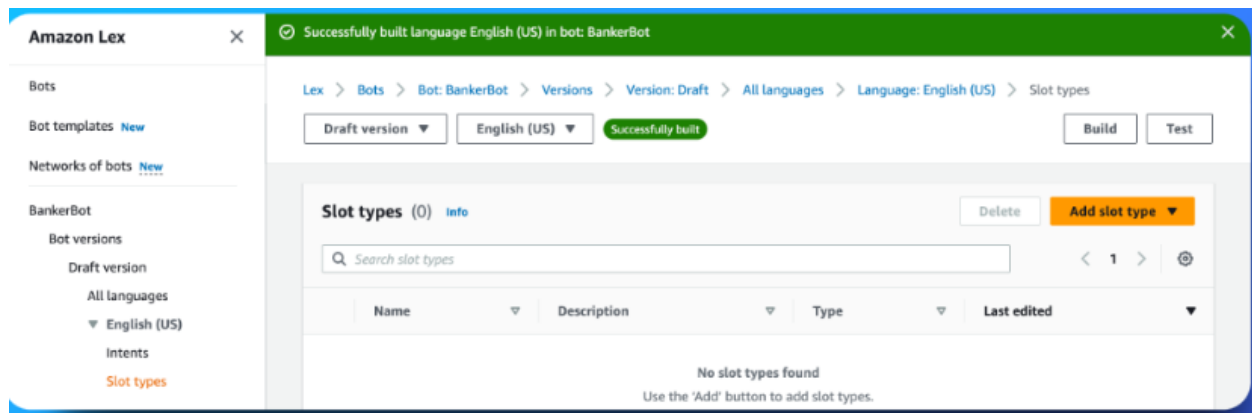 Amazon Lex
Bots
Bot templates New
Networks of bots New
BankerBot
Bot versions
Draft version
All languages
English (US)
Intents
Slot types
Successfully built language English (US) in bot: BankerBot
Lex > Bots > Bot: BankerBot > Versions > Version: Draft > All languages > Language: English (US) > Slot types
Draft version English (US) Successfully built Build Test
Slot types (0) Info Delete Add slot type
Search slot types < 1 >
Name Description Type Last edited
No slot types found
Use the 'Add' button to add slot types.